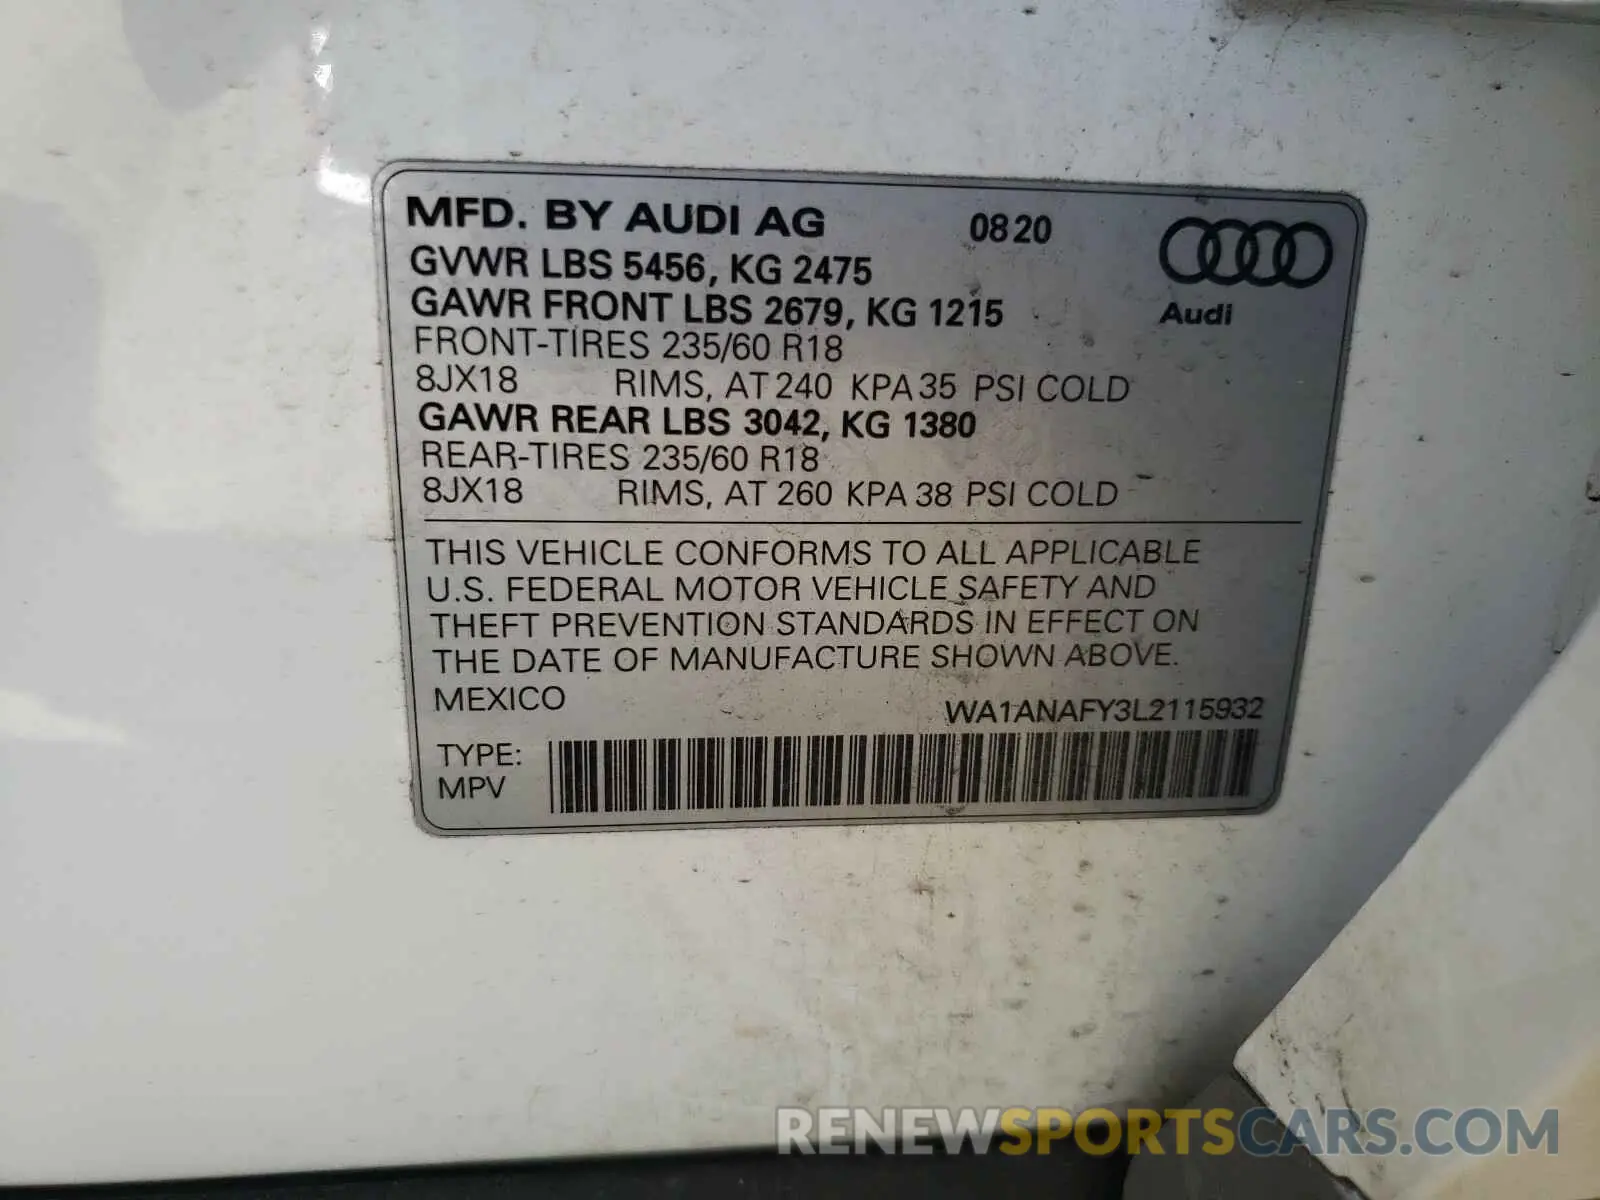 MFD. BY AUDI AG 0820
GVWR LBS 5456, KG 2475
GAWR FRONT LBS 2679, KG 1215
Audi
FRONT-TIRES 235/60 R18
8JX18 RIMS, AT 240 KPA 35 PSI COLD
GAWR REAR LBS 3042, KG 1380
REAR-TIRES 235/60 R18
8JX18 RIMS, AT 260 KPA 38 PSI COLD
THIS VEHICLE CONFORMS TO ALL APPLICABLE
U.S. FEDERAL MOTOR VEHICLE SAFETY AND
THEFT PREVENTION STANDARDS IN EFFECT ON
THE DATE OF MANUFACTURE SHOWN ABOVE.
MEXICO WA1ANAFY3L2115932
TYPE:
MPV
RENEWSPORTSCARS.COM